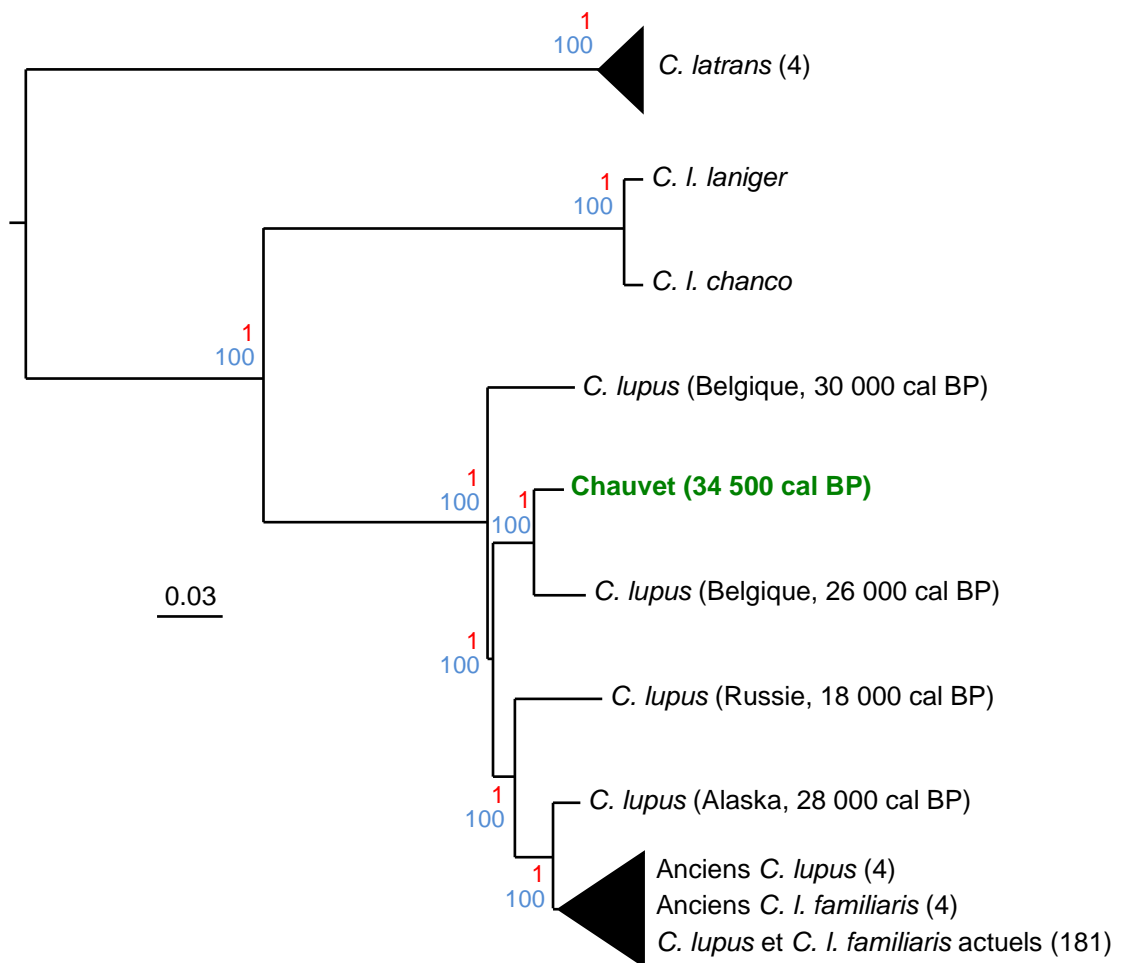 1
100
C. latrans (4)
1
100
C. l. laniger
C. l. chanco
1
100
C. lupus (Belgique, 30 000 cal BP)
1
100
Chauvet (34 500 cal BP)
1
100
C. lupus (Belgique, 26 000 cal BP)
0.03
1
100
C. lupus (Russie, 18 000 cal BP)
1
100
C. lupus (Alaska, 28 000 cal BP)
1
100
Anciens C. lupus (4)
Anciens C. l. familiaris (4)
C. lupus et C. l. familiaris actuels (181)